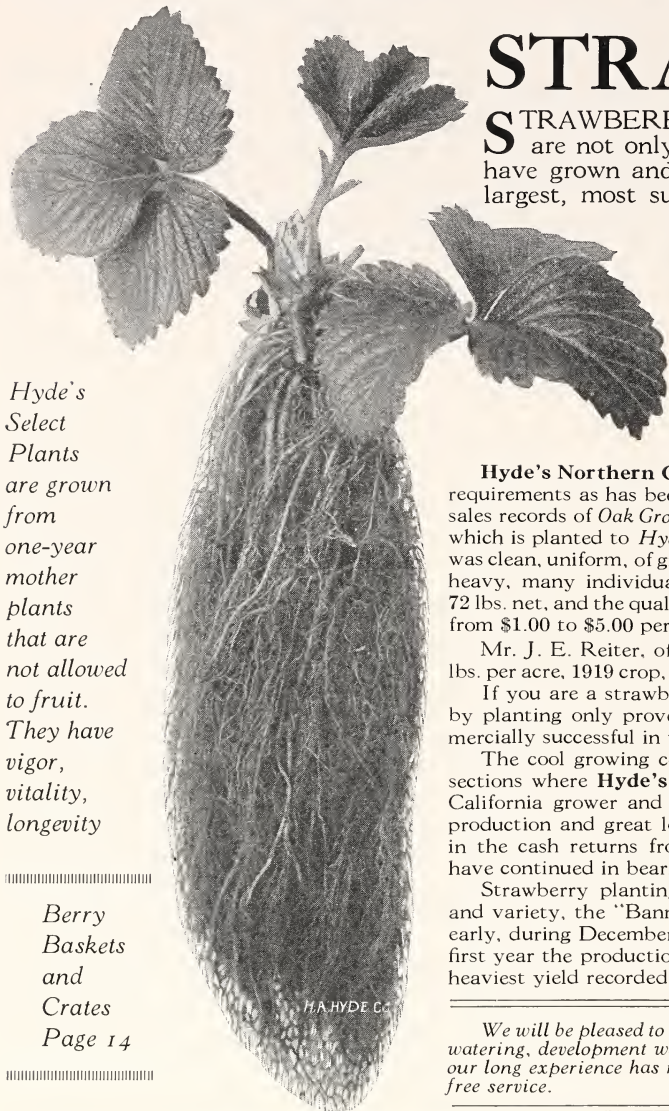 STRA
STRAWBERR
are not only
have grown and
largest, most su
Hyde's
Select
Plants
are grown
from
one-year
mother
plants
that are
not allowed
to fruit.
They have
vigor,
vitality,
longevity
Berry
Baskets
and
Crates
Page 14
H.A. HYDE Co.
Hyde's Northern
requirements as has bee
sales records of Oak Gro
which is planted to Hy
was clean, uniform, of g
heavy, many individua
72 lbs. net, and the qual
from $1.00 to $5.00 per
Mr. J. E. Reiter, of
lbs. per acre, 1919 crop,
If you are a strawb
by planting only prove
mercially successful in
The cool growing c
sections where Hyde's
California grower and
production and great l
in the cash returns fro
have continued in bear
Strawberry planting
and variety, the "Bann
early, during December
first year the productio
heaviest yield recorded
We will be pleased to
watering, development w
our long experience has
free service.